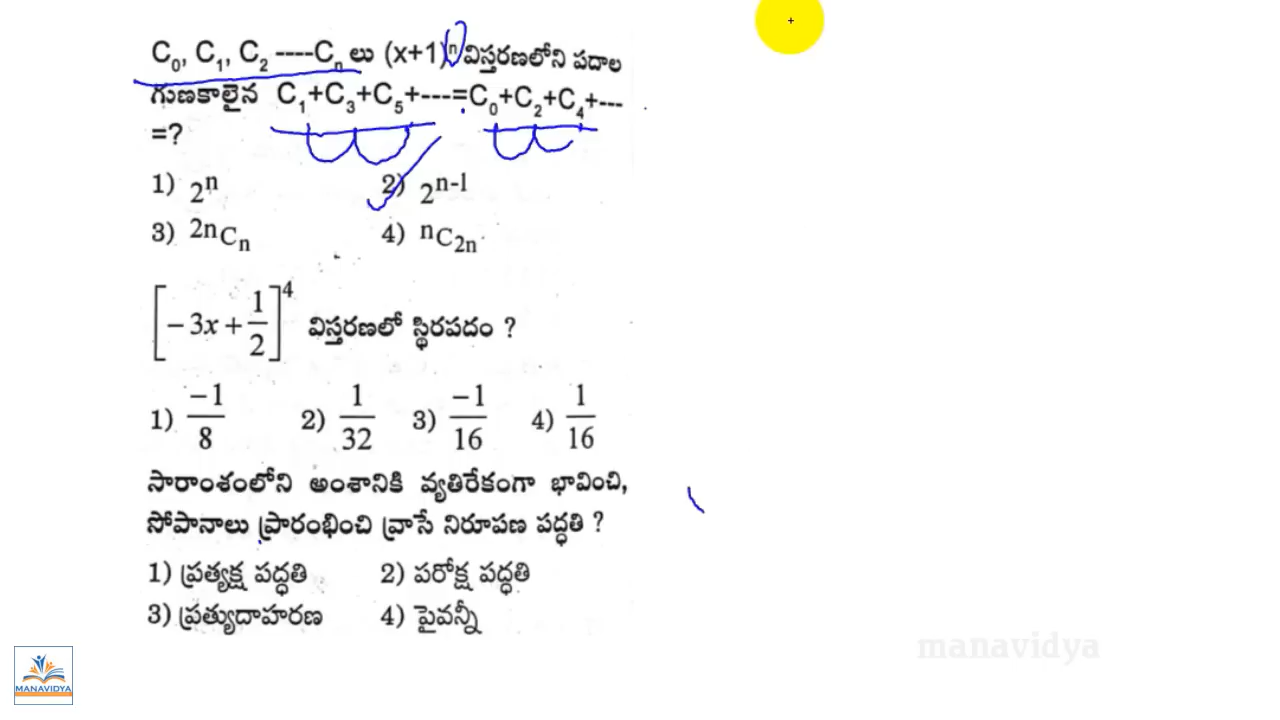 C₀, C₁, C₂ ----Cₙ లు (x+1)ⁿ విస్తరణలోని పదాల
గుణకాలైన C₁+C₃+C₅+---=C₀+C₂+C₄+---
=?
1) 2ⁿ 2) 2ⁿ⁻¹
3) ²ⁿCₙ 4) ⁿC₂ₙ
[−3x+1/2]⁴ విస్తరణలో స్థిరపదం ?
1) −1/8 2) 1/32 3) −1/16 4) 1/16
సారాంశంలోని అంశానికి వ్యతిరేకంగా భావించి,
సోపానాలు ప్రారంభించి వ్రాసే నిరూపణ పద్ధతి ?
1) ప్రత్యక్ష పద్ధతి 2) పరోక్ష పద్ధతి
3) ప్రత్యుదాహరణ 4) పైవన్నీ
manavidya
MANAVIDYA